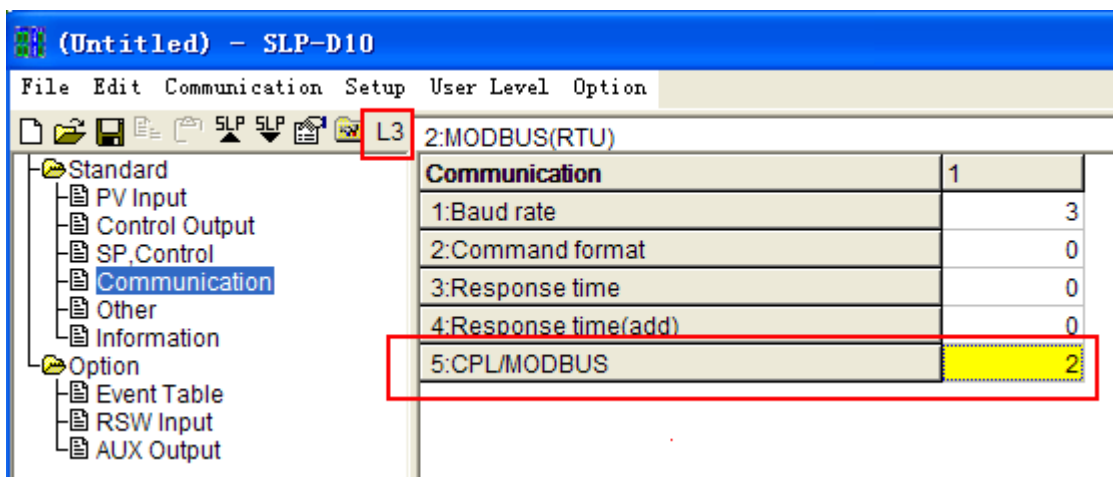 (Untitled) - SLP-D10
File Edit Communication Setup User Level Option
SLP SLP L3
2:MODBUS(RTU)
Standard
PV Input
Control Output
SP,Control
Communication
Other
Information
Option
Event Table
RSW Input
AUX Output
Communication 1
1:Baud rate 3
2:Command format 0
3:Response time 0
4:Response time(add) 0
5:CPL/MODBUS 2